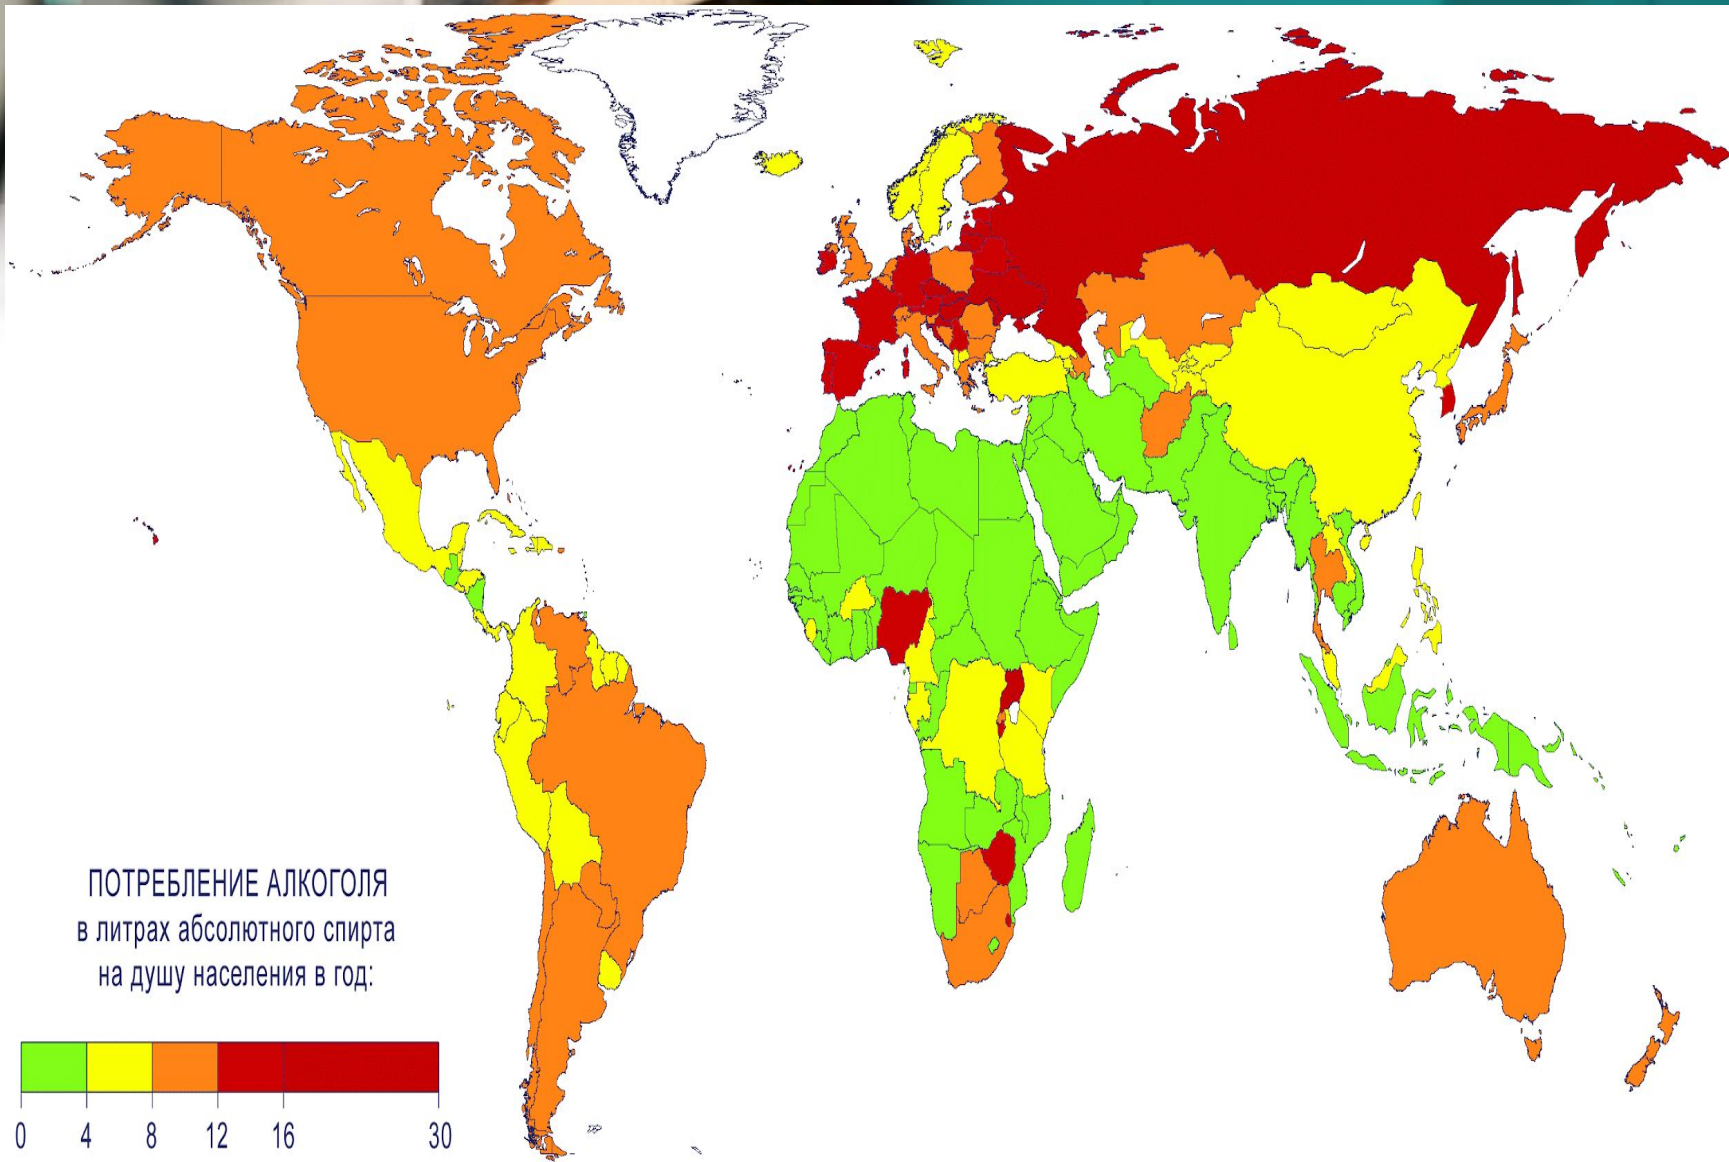 ПОТРЕБЛЕНИЕ АЛКОГОЛЯ
в литрах абсолютного спирта
на душу населения в год:
0 4 8 12 16 30